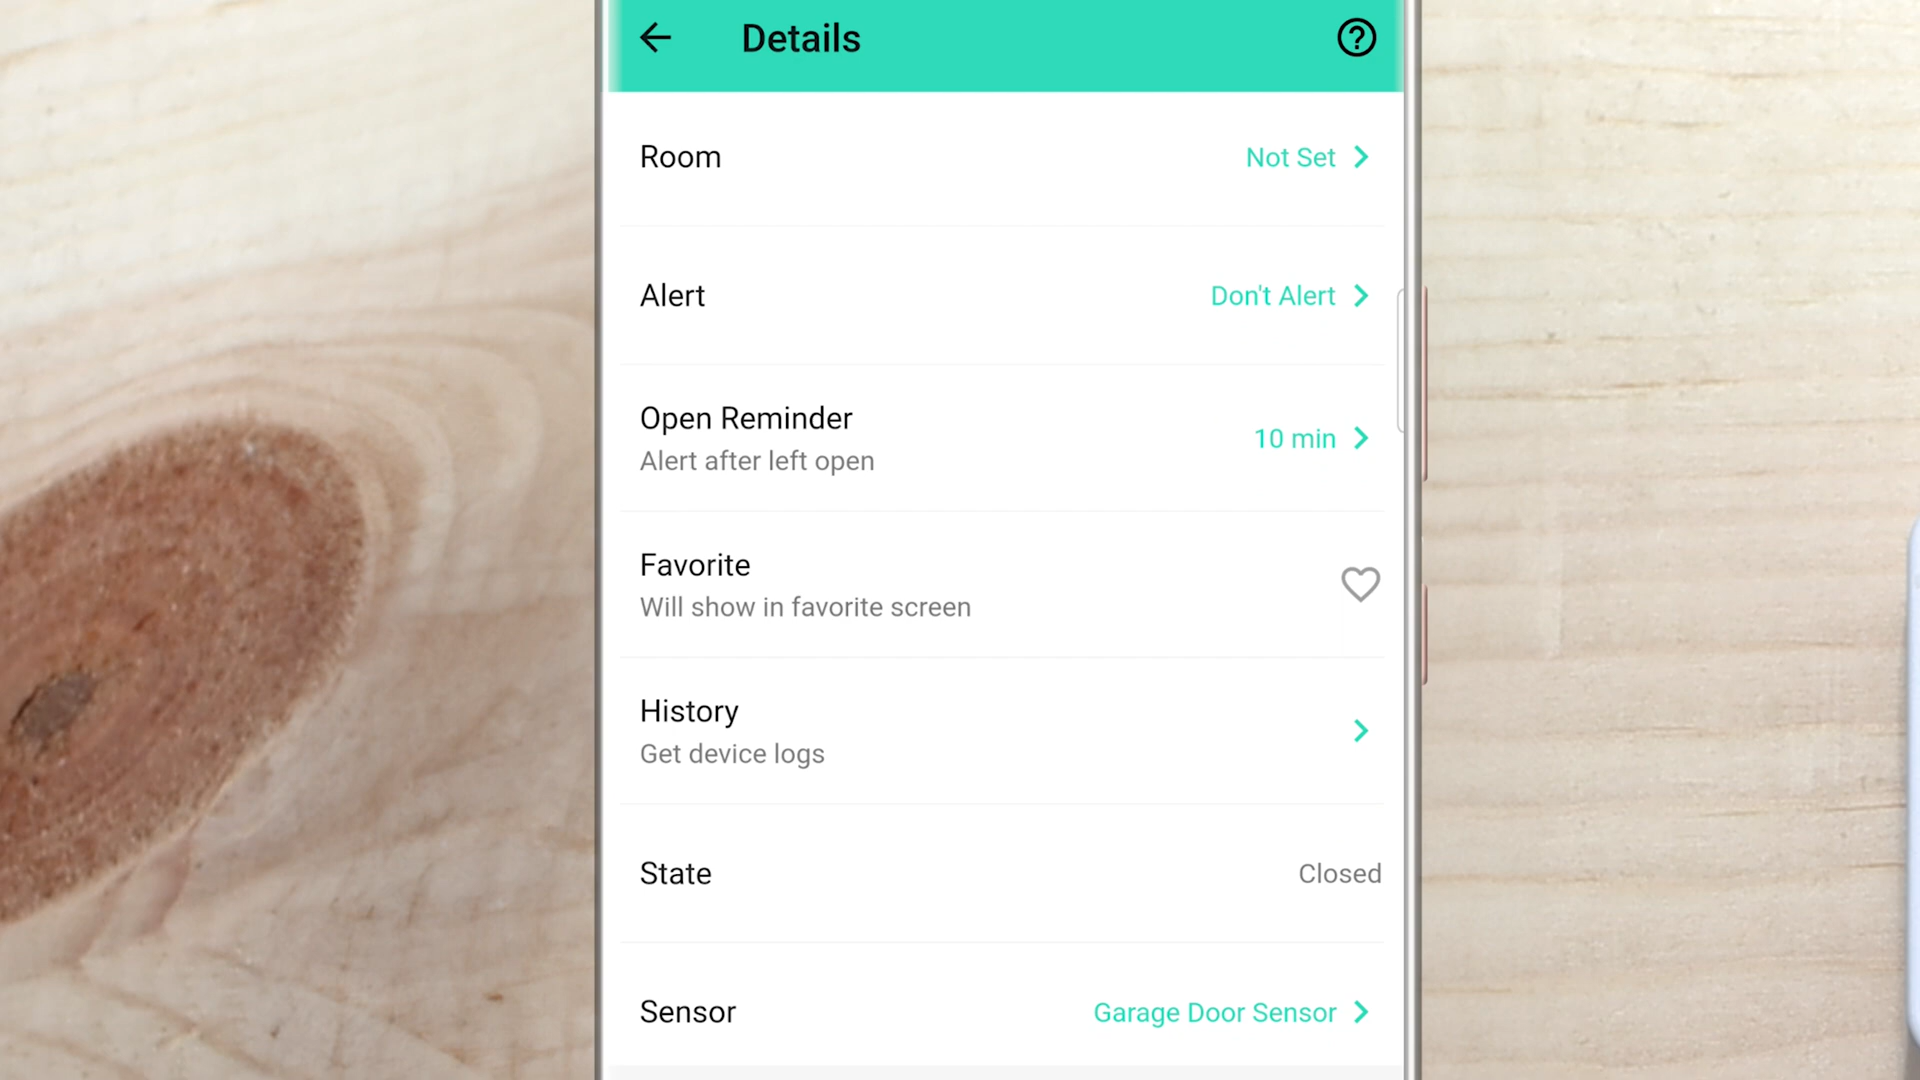 Details
Room
Not Set
Alert
Don't Alert
Open Reminder
Alert after left open
10 min
Favorite
Will show in favorite screen
History
Get device logs
State
Closed
Sensor
Garage Door Sensor